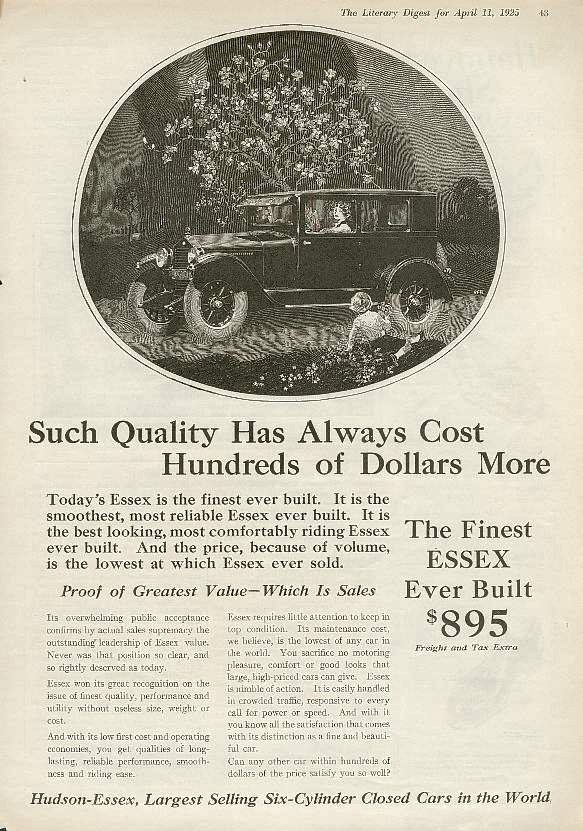 The Literary Digest for April 11, 1925 43
Such Quality Has Always Cost
Hundreds of Dollars More
Today's Essex is the finest ever built. It is the
smoothest, most reliable Essex ever built. It is
the best looking, most comfortably riding Essex
ever built. And the price, because of volume,
is the lowest at which Essex ever sold.
Proof of Greatest Value—Which Is Sales
Its overwhelming public acceptance
confirms by actual sales supremacy the
outstanding leadership of Essex value.
Never was that position so clear, and
so rightly deserved as today.
Essex won its great recognition on the
issue of finest quality, performance and
utility without useless size, weight or
cost.
And with its low first cost and operating
economies, you get qualities of long-
lasting, reliable performance, smooth-
ness and riding ease.
Essex requires little attention to keep in
top condition. Its maintenance cost,
we believe, is the lowest of any car in
the world. You sacrifice no motoring
pleasure, comfort or good looks that
large, high-priced cars can give. Essex
is nimble of action. It is easily handled
in crowded traffic, responsive to every
call for power or speed. And with it
you know all the satisfaction that comes
with its distinction as a fine and beauti-
ful car.
Can any other car within hundreds of
dollars of the price satisfy you so well?
The Finest
ESSEX
Ever Built
$895
Freight and Tax Extra
Hudson-Essex, Largest Selling Six-Cylinder Closed Cars in the World